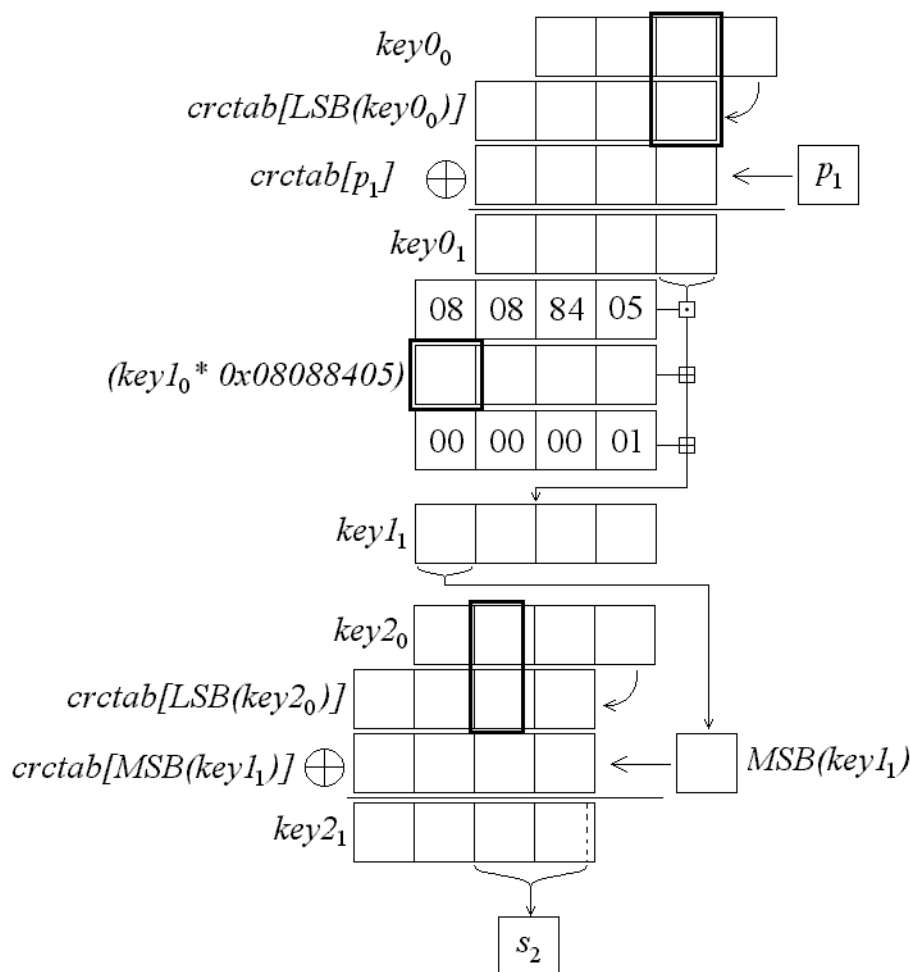 key0₀
crctab[LSB(key0₀)]
crctab[p₁] ⊕ p₁
key0₁
08 08 84 05
(key1₀* 0x08088405)
00 00 00 01
key1₁
key2₀
crctab[LSB(key2₀)]
crctab[MSB(key1₁)] ⊕ MSB(key1₁)
key2₁
s₂